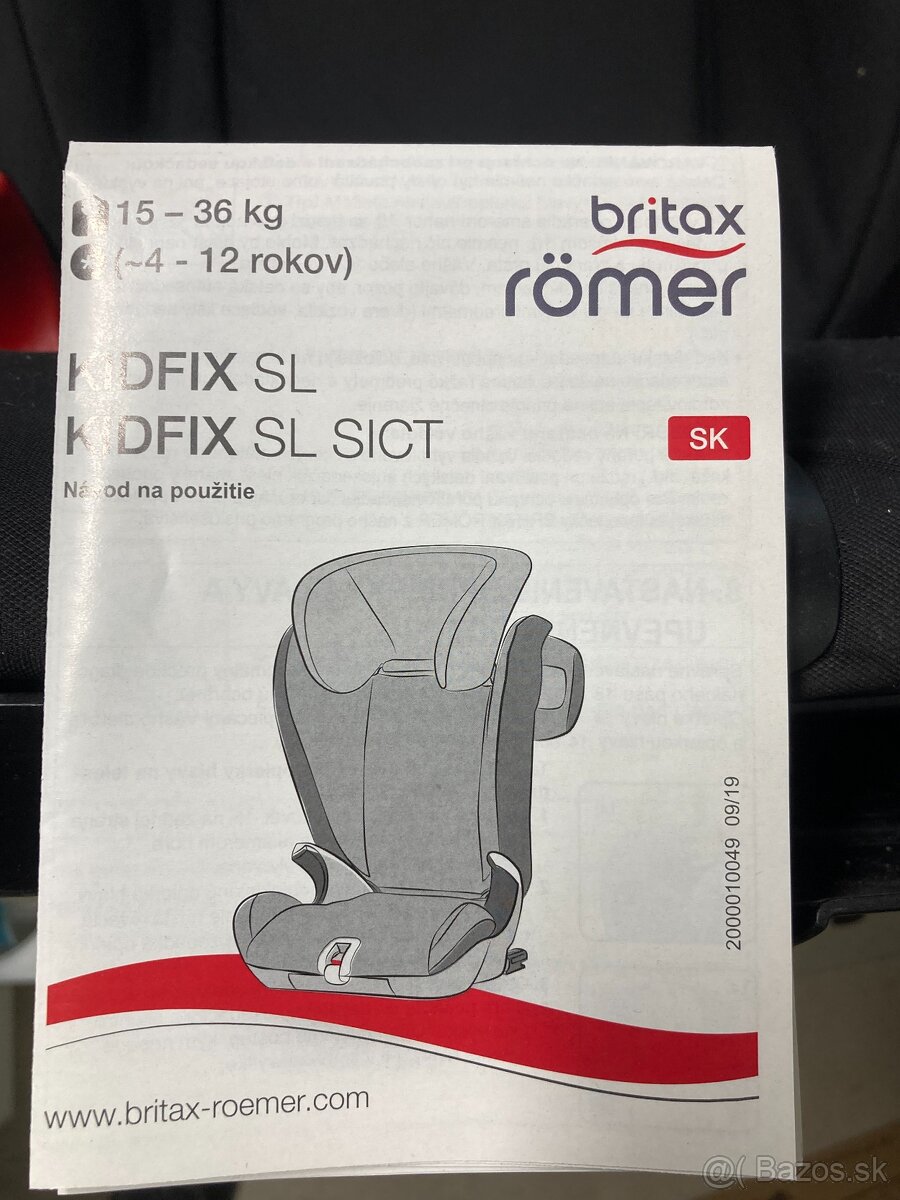 15 – 36 kg
(~4 - 12 rokov)
britax
römer
KIDFIX SL
KIDFIX SL SICT
SK
Návod na použitie
2000010049 09/19
www.britax-roemer.com
@( Bazos.sk